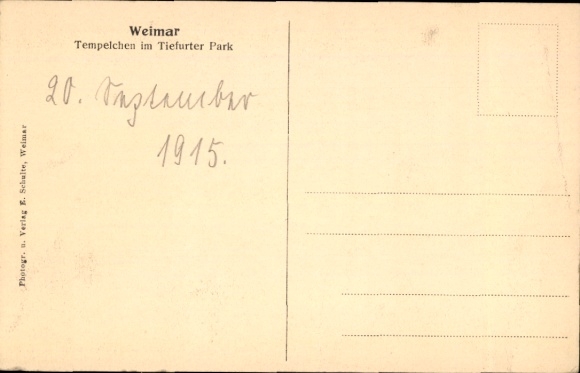 Weimar
Tempelchen im Tiefurter Park
20. September
1915.
Photogr. u. Verlag E. Schulte, Weimar